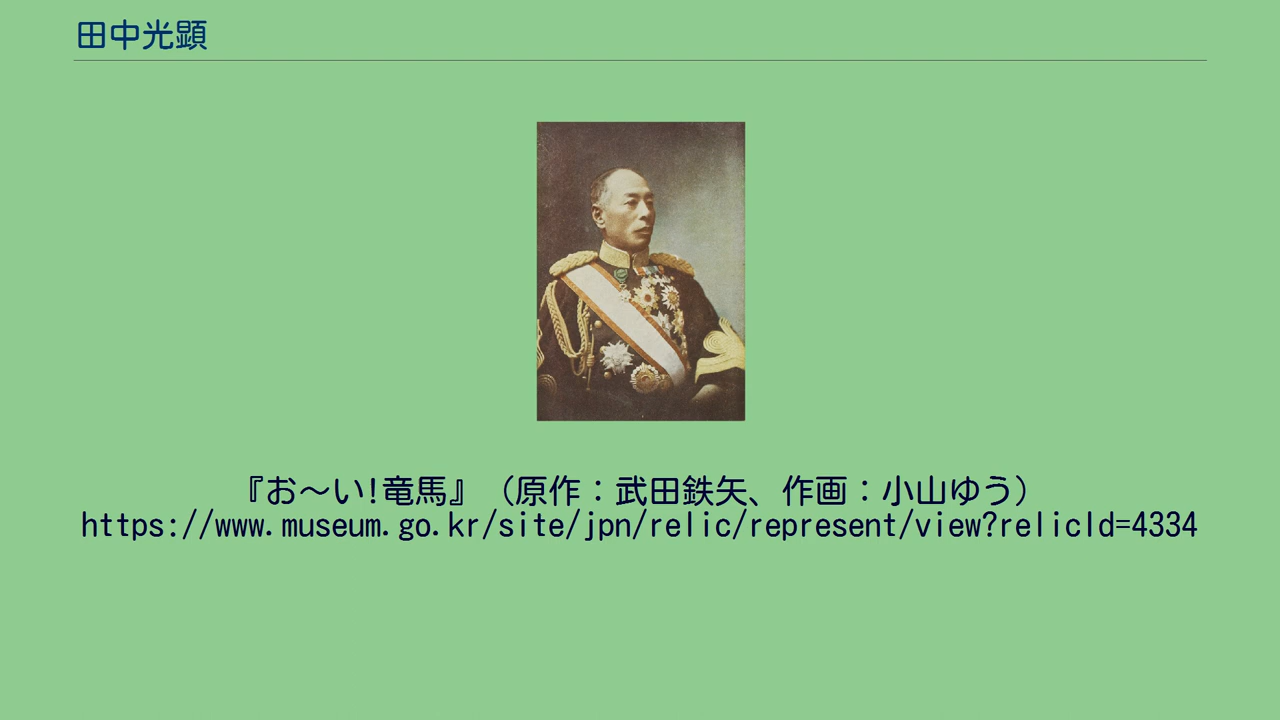 田中光顕
『お～い!竜馬』（原作：武田鉄矢、作画：小山ゆう）
https://www.museum.go.kr/site/jpn/relic/represent/view?relicId=4334